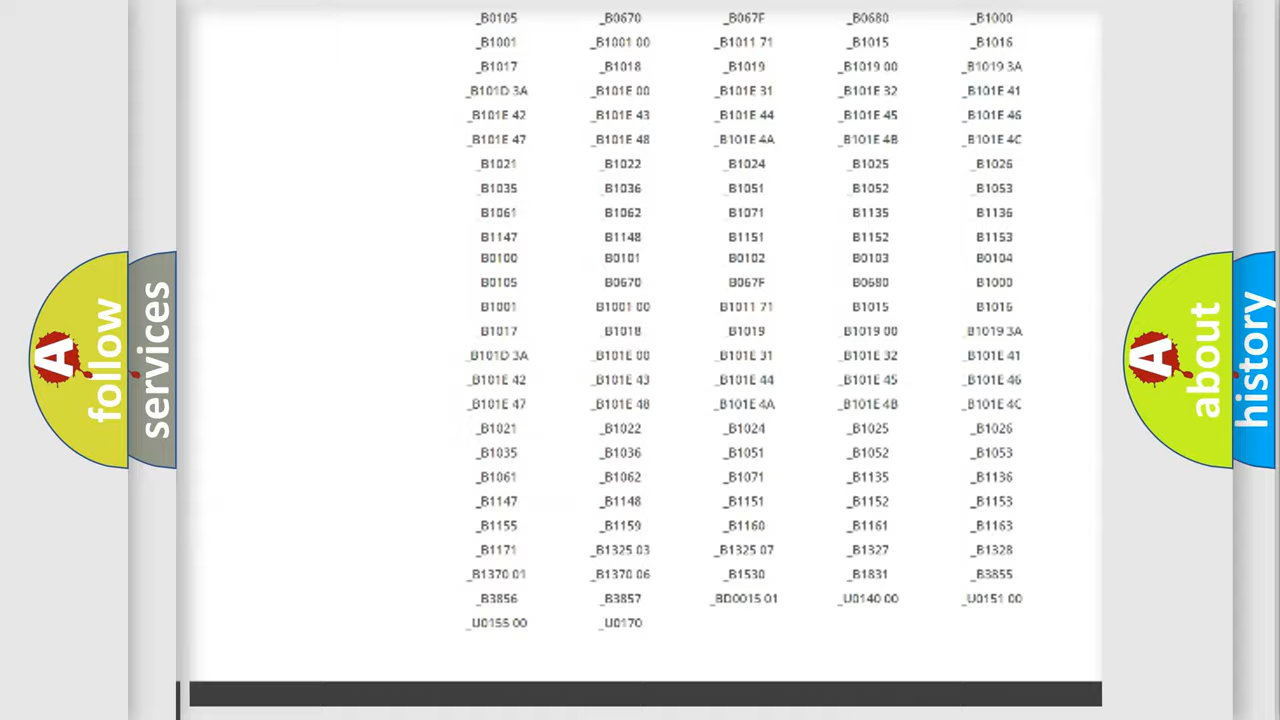 _B0105 _B0670 _B067F _B0680 _B1000
_B1001 _B1001 00 _B1011 71 _B1015 _B1016
_B1017 _B1018 _B1019 _B1019 00 _B1019 3A
_B101D 3A _B101E 00 _B101E 31 _B101E 32 _B101E 41
_B101E 42 _B101E 43 _B101E 44 _B101E 45 _B101E 46
_B101E 47 _B101E 48 _B101E 4A _B101E 4B _B101E 4C
_B1021 _B1022 _B1024 _B1025 _B1026
_B1035 _B1036 _B1051 _B1052 _B1053
B1061 B1062 B1071 B1135 B1136
B1147 B1148 B1151 B1152 B1153
B0100 B0101 B0102 B0103 B0104
B0105 B0670 B067F B0680 B1000
B1001 B1001 00 B1011 71 B1015 B1016
B1017 B1018 _B1019 _B1019 00 _B1019 3A
_B101D 3A _B101E 00 _B101E 31 _B101E 32 _B101E 41
_B101E 42 _B101E 43 _B101E 44 _B101E 45 _B101E 46
_B101E 47 _B101E 48 _B101E 4A _B101E 4B _B101E 4C
_B1021 _B1022 _B1024 _B1025 _B1026
_B1035 _B1036 _B1051 _B1052 _B1053
_B1061 _B1062 _B1071 _B1135 _B1136
_B1147 _B1148 _B1151 _B1152 _B1153
_B1155 _B1159 _B1160 _B1161 _B1163
_B1171 _B1325 03 _B1325 07 _B1327 _B1328
_B1370 01 _B1370 06 _B1530 _B1831 _B3855
_B3856 _B3857 _BD0015 01 _U0140 00 _U0151 00
_U0155 00 _U0170
A follow
services
A about
history